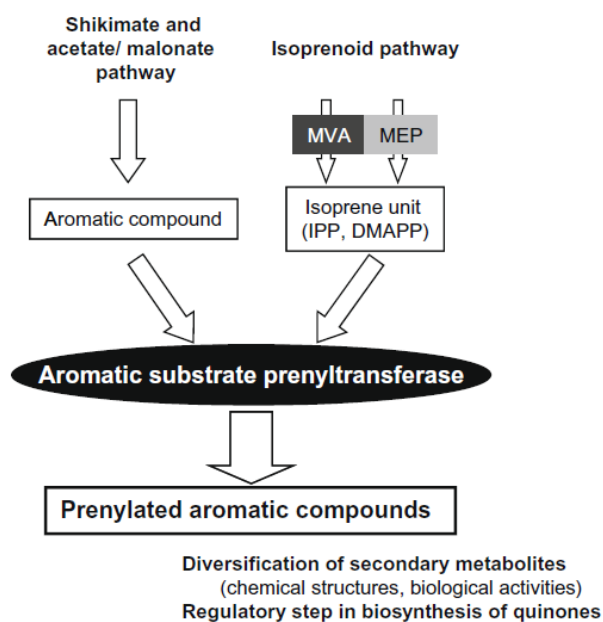 Shikimate and
acetate/ malonate
pathway
Isoprenoid pathway
MVA
MEP
Aromatic compound
Isoprene unit
(IPP, DMAPP)
Aromatic substrate prenyltransferase
Prenylated aromatic compounds
Diversification of secondary metabolites
(chemical structures, biological activities)
Regulatory step in biosynthesis of quinones